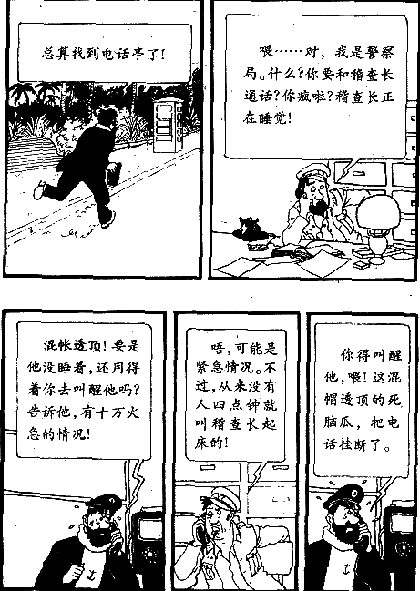 总算找到电话亭了！
喂……对，我是警察
局。什么？你要和稽查长
通话？你疯啦？稽查长正
在睡觉！
混帐透顶！要是
他没睡着，还用得
着你去叫醒他吗？
告诉他，有十万火
急的情况！
唔，可能是
紧急情况。不
过，从来没有
人四点钟就
叫稽查长起
床的！
你得叫醒
他，喂！这混
帽透顶的死
脑瓜，把电
话挂断了。